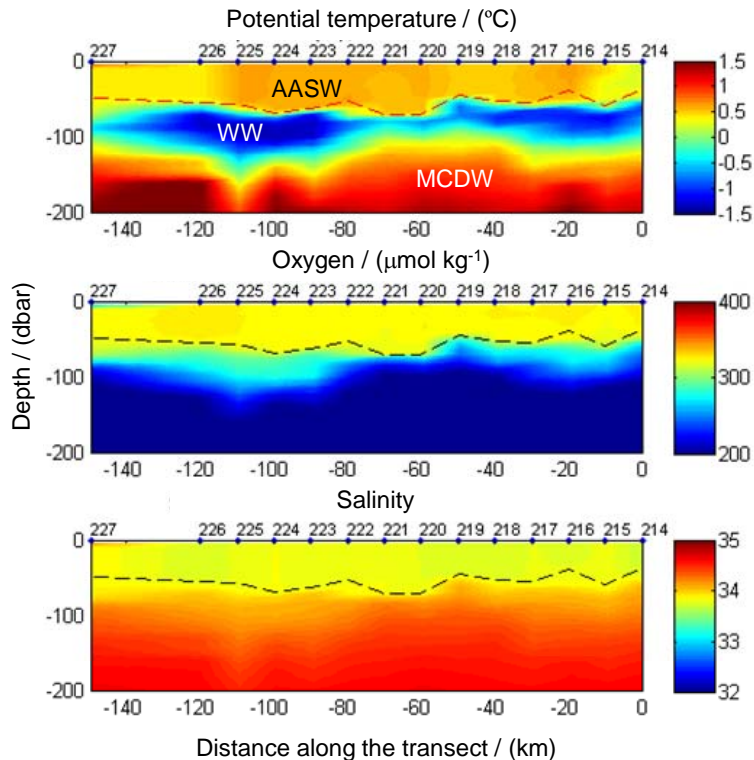 Potential temperature / (ºC)
227 226 225 224 223 222 221 220 219 218 217 216 215 214
0
-100
-200
AASW
WW
MCDW
-140 -120 -100 -80 -60 -40 -20 0
1.5
1
0.5
0
-0.5
-1
-1.5
Oxygen / (μmol kg-1)
227 226 225 224 223 222 221 220 219 218 217 216 215 214
Depth / (dbar)
0
-100
-200
-140 -120 -100 -80 -60 -40 -20 0
400
300
200
Salinity
227 226 225 224 223 222 221 220 219 218 217 216 215 214
0
-100
-200
-140 -120 -100 -80 -60 -40 -20 0
35
34
33
32
Distance along the transect / (km)